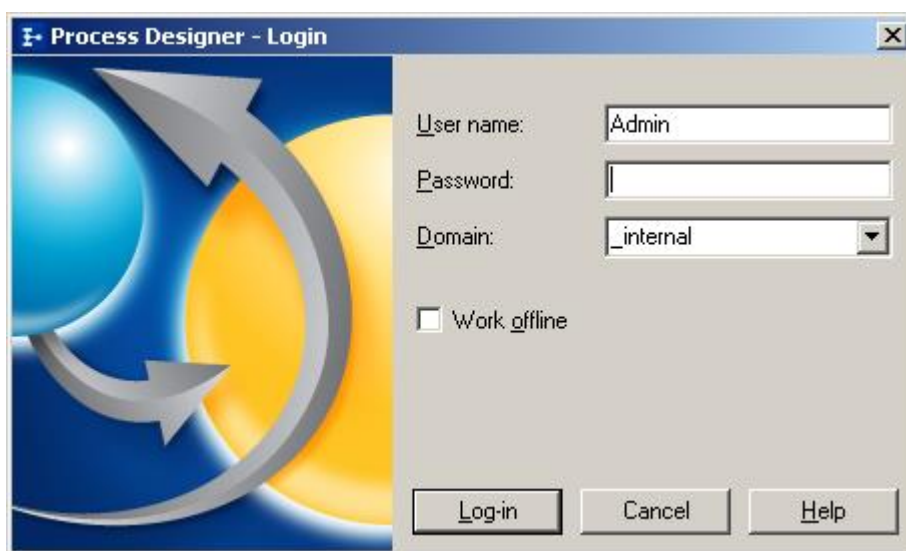 Process Designer - Login
User name: Admin
Password:
Domain: _internal
Work offline
Log-in Cancel Help